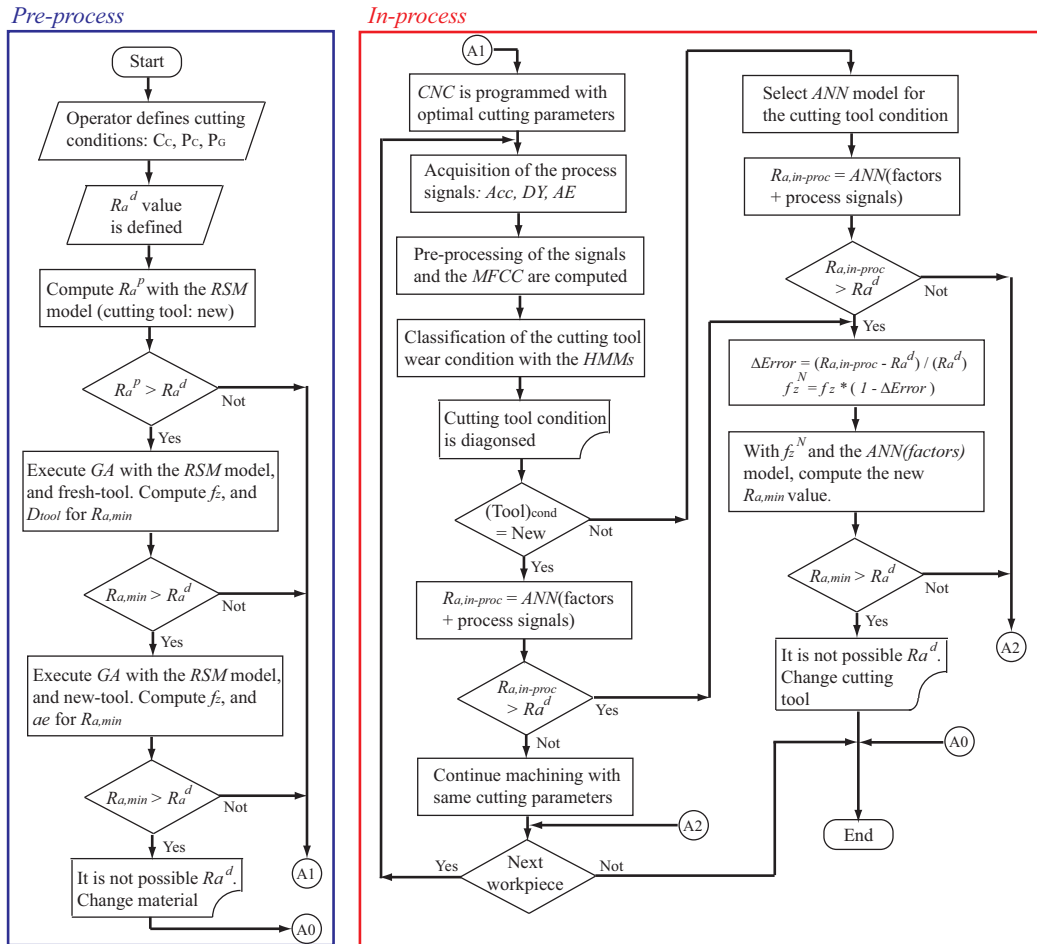 Pre-process
Start
Operator defines cutting
conditions: CC, PC, PG
Ra^d value
is defined
Compute Ra^p with the RSM
model (cutting tool: new)
Ra^p > Ra^d
Not
Yes
Execute GA with the RSM model,
and fresh-tool. Compute fz, and
Dtool for Ra,min
Ra,min > Ra^d
Not
Yes
Execute GA with the RSM model,
and new-tool. Compute fz, and
ae for Ra,min
Ra,min > Ra^d
Not
Yes
It is not possible Ra^d.
Change material
A1
A0
In-process
A1
CNC is programmed with
optimal cutting parameters
Acquisition of the process
signals: Acc, DY, AE
Pre-processing of the signals
and the MFCC are computed
Classification of the cutting tool
wear condition with the HMMs
Cutting tool condition
is diagonsed
(Tool)cond
= New
Not
Yes
Ra,in-proc = ANN(factors
+ process signals)
Ra,in-proc
> Ra^d
Yes
Not
Continue machining with
same cutting parameters
A2
Next
workpiece
Yes
Not
Select ANN model for
the cutting tool condition
Ra,in-proc = ANN(factors
+ process signals)
Ra,in-proc
> Ra^d
Not
Yes
ΔError = (Ra,in-proc - Ra^d) / (Ra^d)
fz^N = fz * ( 1 - ΔError )
With fz^N and the ANN(factors)
model, compute the new
Ra,min value.
Ra,min > Ra^d
Not
Yes
A2
It is not possible Ra^d.
Change cutting
tool
A0
End